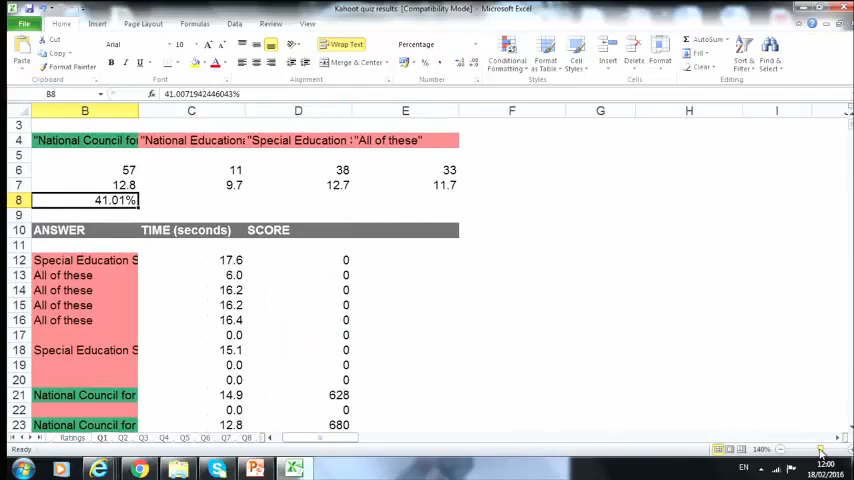 Kahoot quiz results [Compatibility Mode] - Microsoft Excel
File Home Insert Page Layout Formulas Data Review View
Cut
Copy
Format Painter
Paste
Clipboard
Arial 10
Font
Wrap Text
Merge & Center
Alignment
Percentage
Number
Conditional Formatting
Format as Table
Cell Styles
Styles
Insert Delete Format
Cells
AutoSum
Fill
Clear
Sort & Filter
Find & Select
Editing
B8 fx 41.0071942446043%
B C D E F G H I
3
4 "National Council for "National Educationa "Special Education S "All of these"
5
6 57 11 38 33
7 12.8 9.7 12.7 11.7
8 41.01%
9
10 ANSWER TIME (seconds) SCORE
11
12 Special Education S 17.6 0
13 All of these 6.0 0
14 All of these 16.2 0
15 All of these 16.2 0
16 All of these 16.4 0
17 0.0 0
18 Special Education S 15.1 0
19 0.0 0
20 0.0 0
21 National Council for 14.9 628
22 0.0 0
23 National Council for 12.8 680
Ratings Q1 Q2 Q3 Q4 Q5 Q6 Q7 Q8
Ready 140%
EN 12:00
18/02/2016